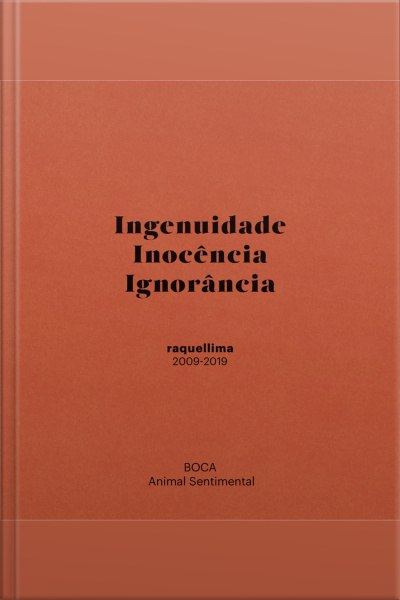 Ingenuidade
Inocência
Ignorância
raquellima
2009-2019
BOCA
Animal Sentimental